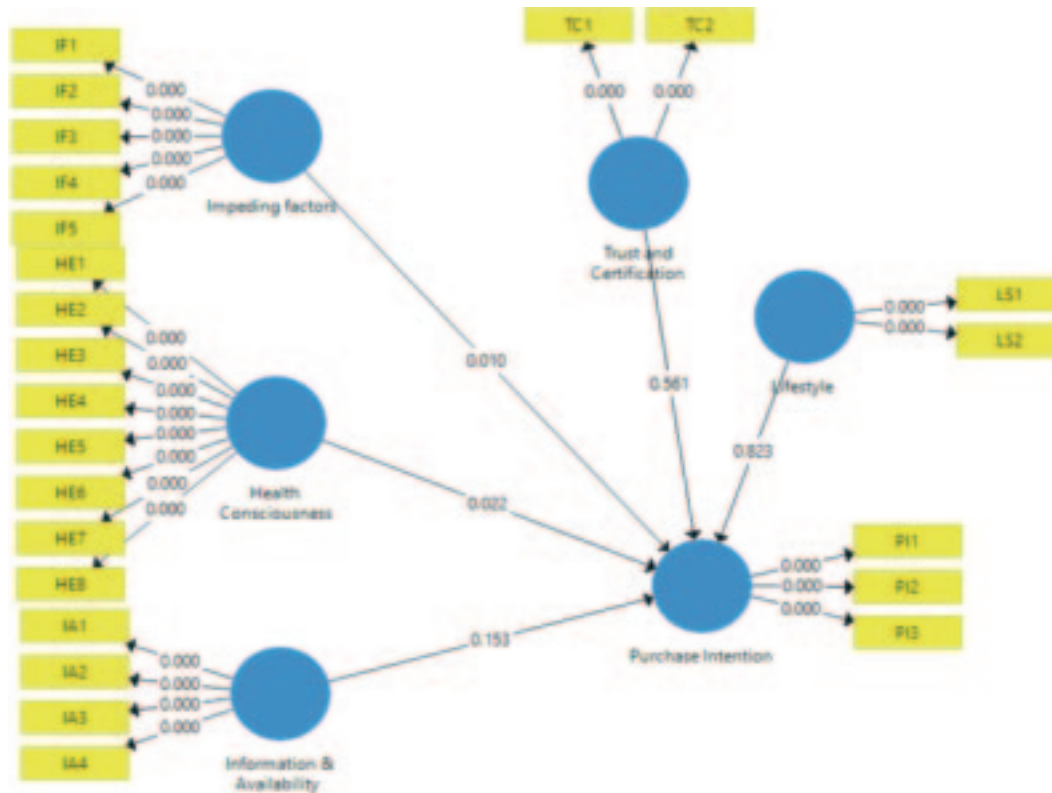 TC1
TC2
0.000
0.000
Trust and
Certification
IF1
IF2
IF3
IF4
IF5
0.000
0.000
0.000
0.000
0.000
Impeding factors
HE1
HE2
HE3
HE4
HE5
HE6
HE7
HE8
0.000
0.000
0.000
0.000
0.000
0.000
0.000
0.000
Health
Consciousness
IA1
IA2
IA3
IA4
0.000
0.000
0.000
0.000
Information &
Availability
0.010
0.022
0.153
0.561
0.823
LS1
LS2
0.000
0.000
Lifestyle
PI1
PI2
PI3
0.000
0.000
0.000
Purchase Intention